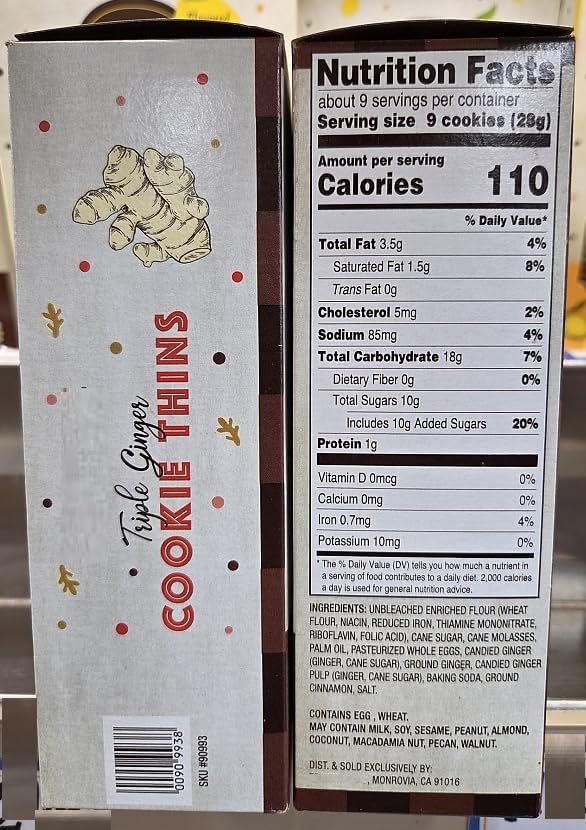 Triple Ginger
COOKIE THINS
0090 9938
SKU #90993
Nutrition Facts
about 9 servings per container
Serving size 9 cookies (28g)
Amount per serving
Calories 110
% Daily Value*
Total Fat 3.5g 4%
Saturated Fat 1.5g 8%
Trans Fat 0g
Cholesterol 5mg 2%
Sodium 85mg 4%
Total Carbohydrate 18g 7%
Dietary Fiber 0g 0%
Total Sugars 10g
Includes 10g Added Sugars 20%
Protein 1g
Vitamin D 0mcg 0%
Calcium 0mg 0%
Iron 0.7mg 4%
Potassium 10mg 0%
* The % Daily Value (DV) tells you how much a nutrient in
a serving of food contributes to a daily diet. 2,000 calories
a day is used for general nutrition advice.
INGREDIENTS: UNBLEACHED ENRICHED FLOUR (WHEAT
FLOUR, NIACIN, REDUCED IRON, THIAMINE MONONITRATE,
RIBOFLAVIN, FOLIC ACID), CANE SUGAR, CANE MOLASSES,
PALM OIL, PASTEURIZED WHOLE EGGS, CANDIED GINGER
(GINGER, CANE SUGAR), GROUND GINGER, CANDIED GINGER
PULP (GINGER, CANE SUGAR), BAKING SODA, GROUND
CINNAMON, SALT.
CONTAINS EGG , WHEAT.
MAY CONTAIN MILK, SOY, SESAME, PEANUT, ALMOND,
COCONUT, MACADAMIA NUT, PECAN, WALNUT.
DIST. & SOLD EXCLUSIVELY BY:
, MONROVIA, CA 91016